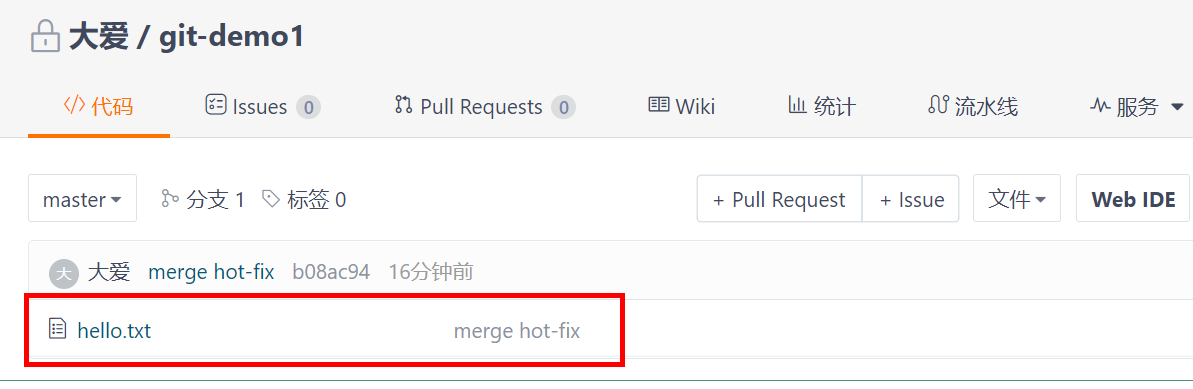 大爱 / git-demo1
代码 Issues 0 Pull Requests 0 Wiki 统计 流水线 服务
master 分支 1 标签 0 + Pull Request + Issue 文件 Web IDE
大 大爱 merge hot-fix b08ac94 16分钟前
hello.txt merge hot-fix